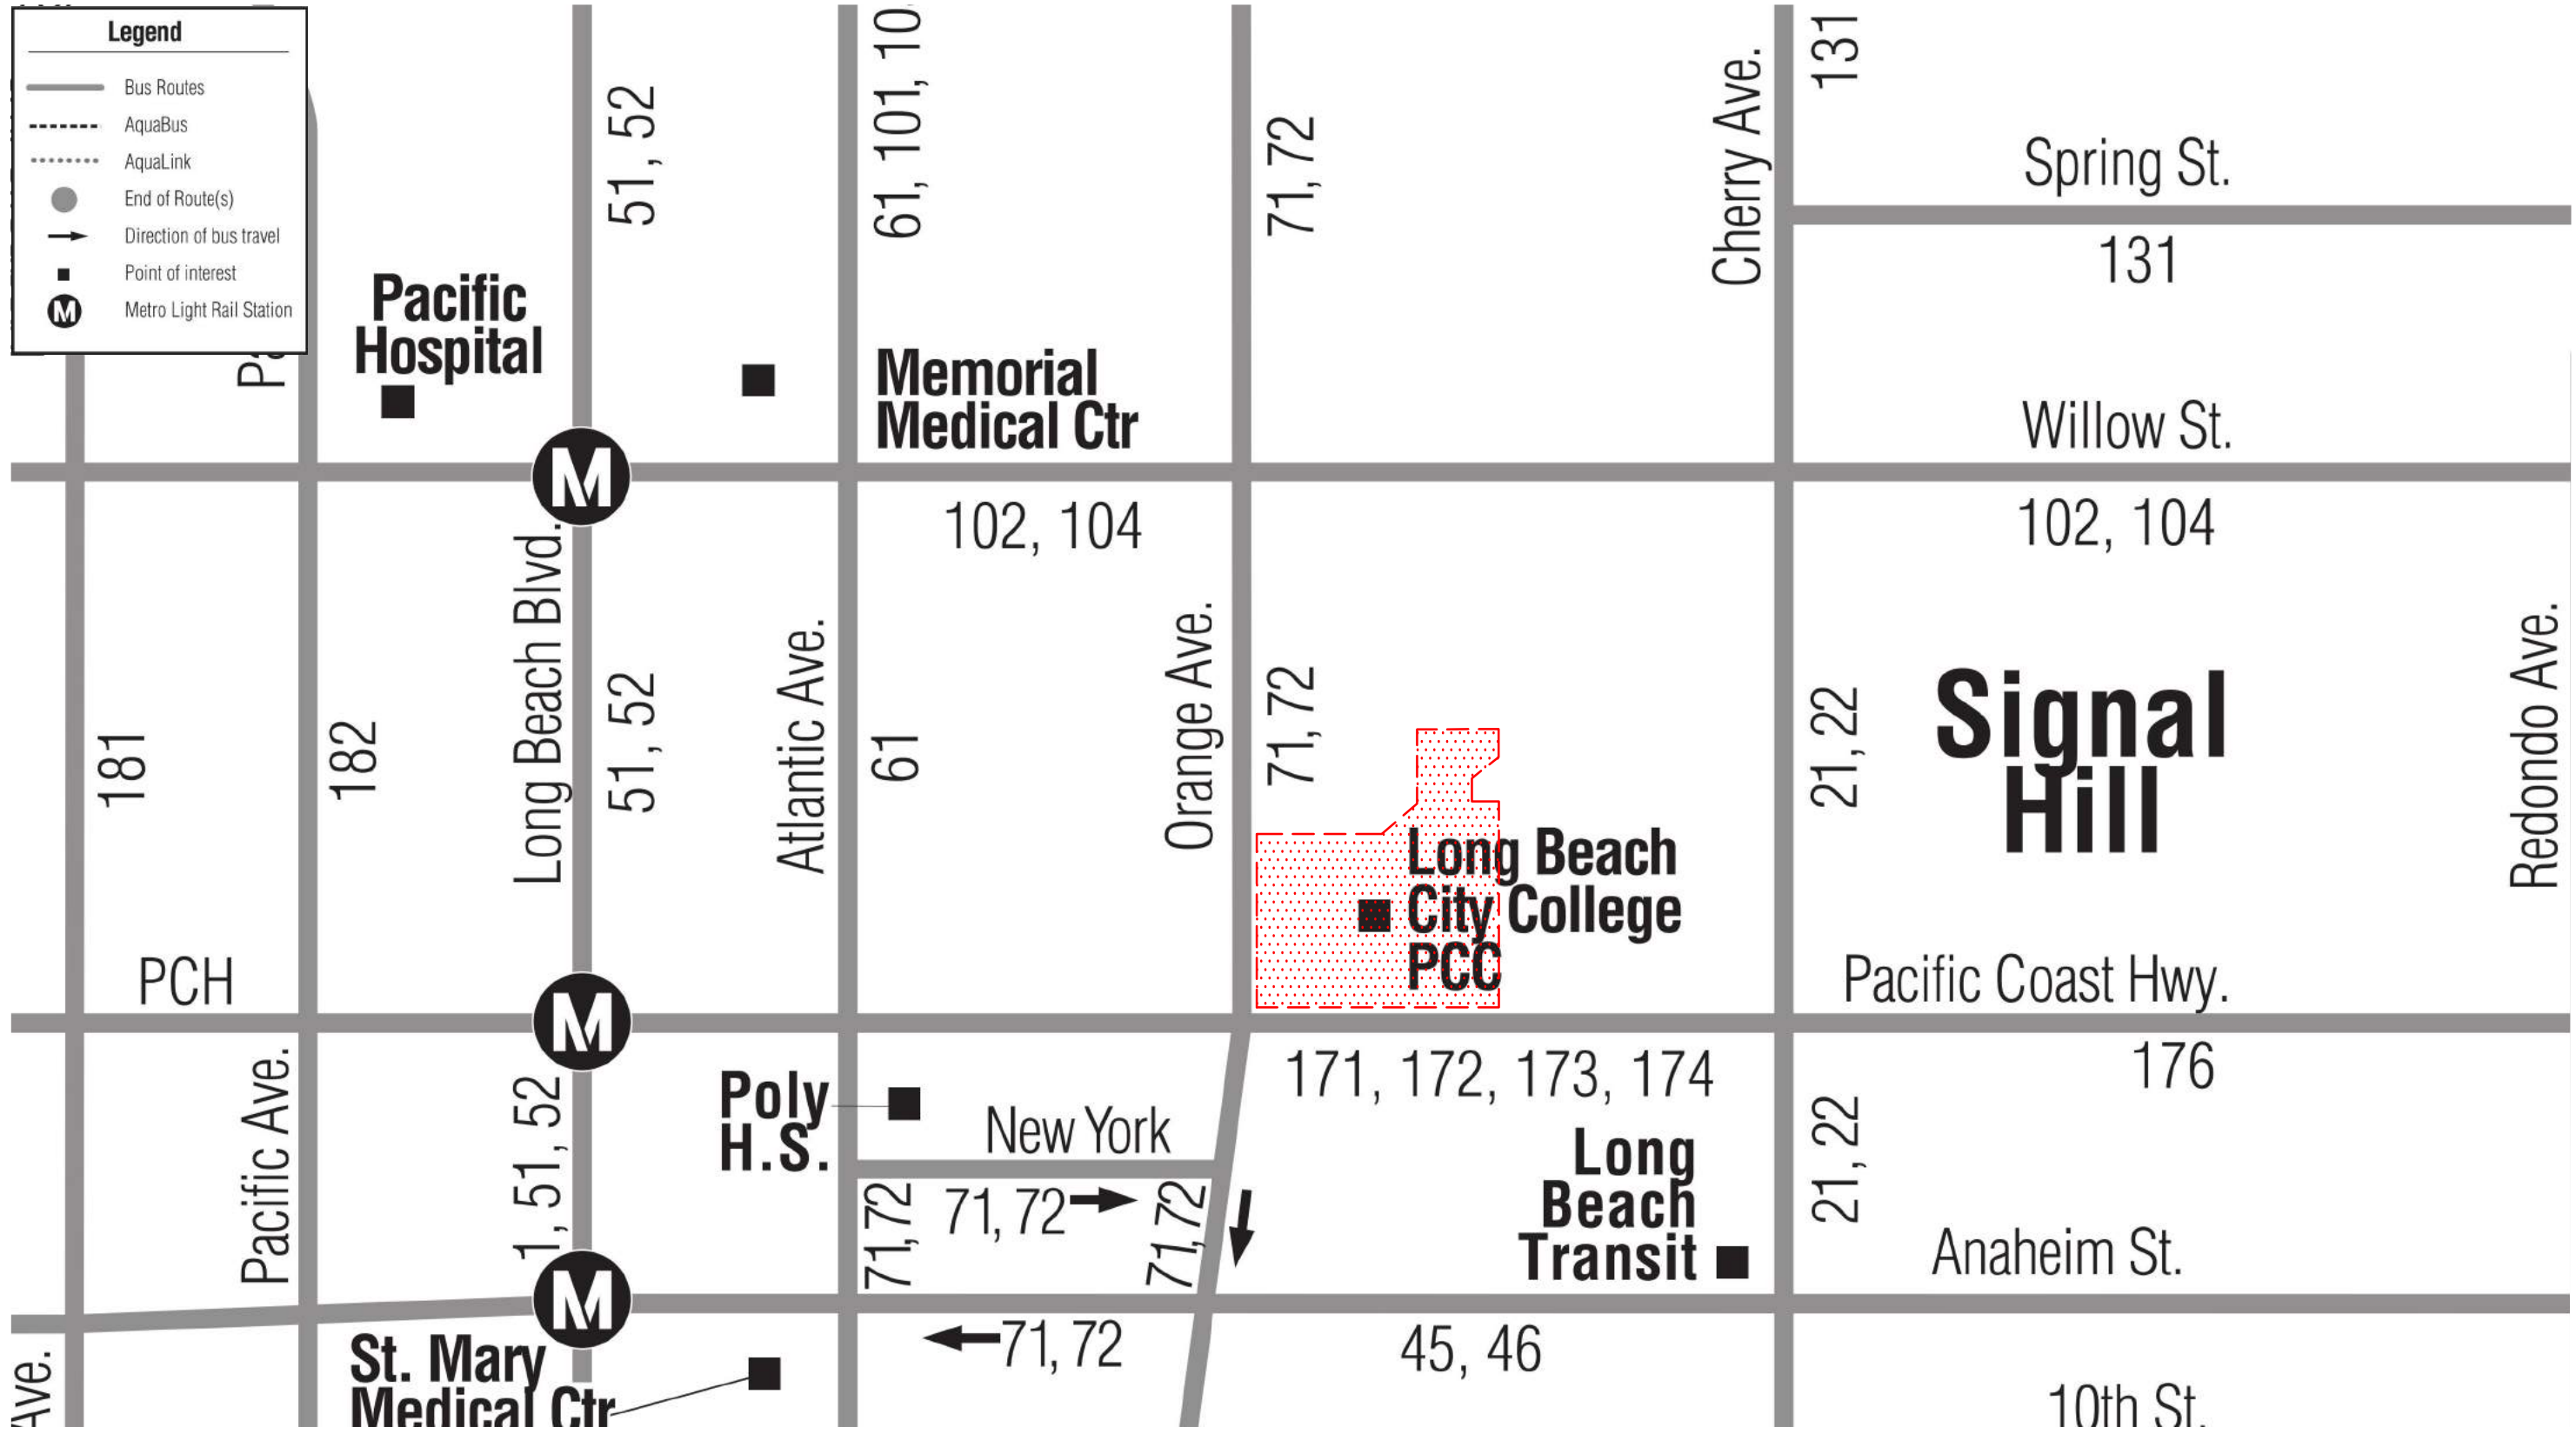 Legend
Bus Routes
AquaBus
AquaLink
End of Route(s)
Direction of bus travel
Point of interest
M Metro Light Rail Station
51, 52
61, 101, 10
71, 72
Cherry Ave.
131
Spring St.
131
Pacific
Hospital
Memorial
Medical Ctr
Willow St.
M
102, 104
102, 104
181
182
Long Beach Blvd.
51, 52
Atlantic Ave.
61
Orange Ave.
71, 72
21, 22
Signal
Hill
Redondo Ave.
Long Beach
City College
PCC
PCH
M
Pacific Coast Hwy.
171, 172, 173, 174
176
Pacific Ave.
1, 51, 52
Poly
H.S.
New York
71, 72
71, 72
71, 72
Long
Beach
Transit
21, 22
Anaheim St.
M
71, 72
45, 46
St. Mary
Medical Ctr
Ave.
10th St.